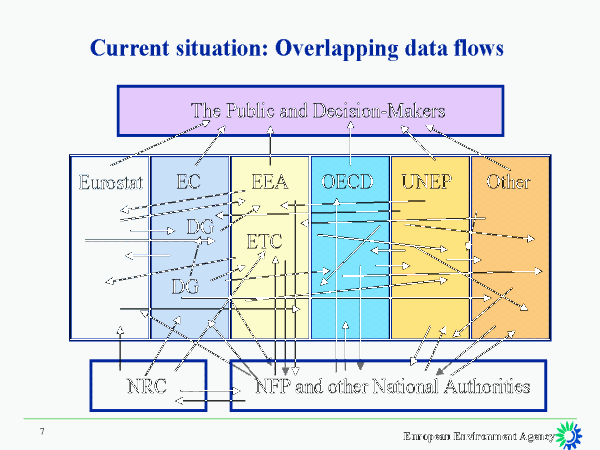 Current situation: Overlapping data flows
The Public and Decision-Makers
Eurostat EC EEA OECD UNEP Other
DG
ETC
DG
NRC NFP and other National Authorities
7 European Environment Agency